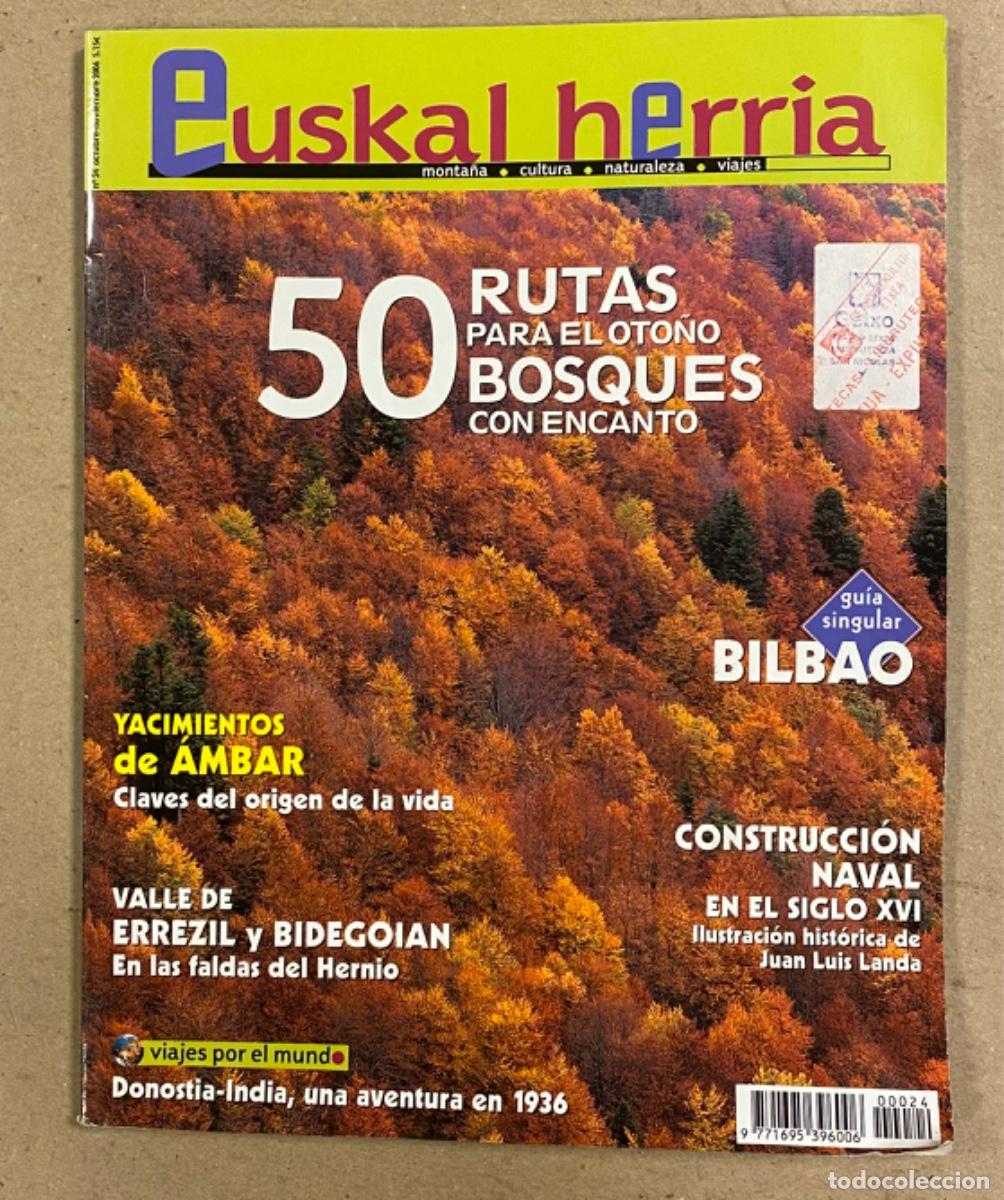 euskal herria
montaña • cultura • naturaleza • viajes
50 RUTAS
PARA EL OTOÑO
BOSQUES
CON ENCANTO
guía
singular
BILBAO
YACIMIENTOS
de ÁMBAR
Claves del origen de la vida
CONSTRUCCIÓN
NAVAL
EN EL SIGLO XVI
Ilustración histórica de
Juan Luis Landa
VALLE DE
ERREZIL y BIDEGOIAN
En las faldas del Hernio
viajes por el mundo
Donostia-India, una aventura en 1936
00024
9 771695 396006
todocoleccion